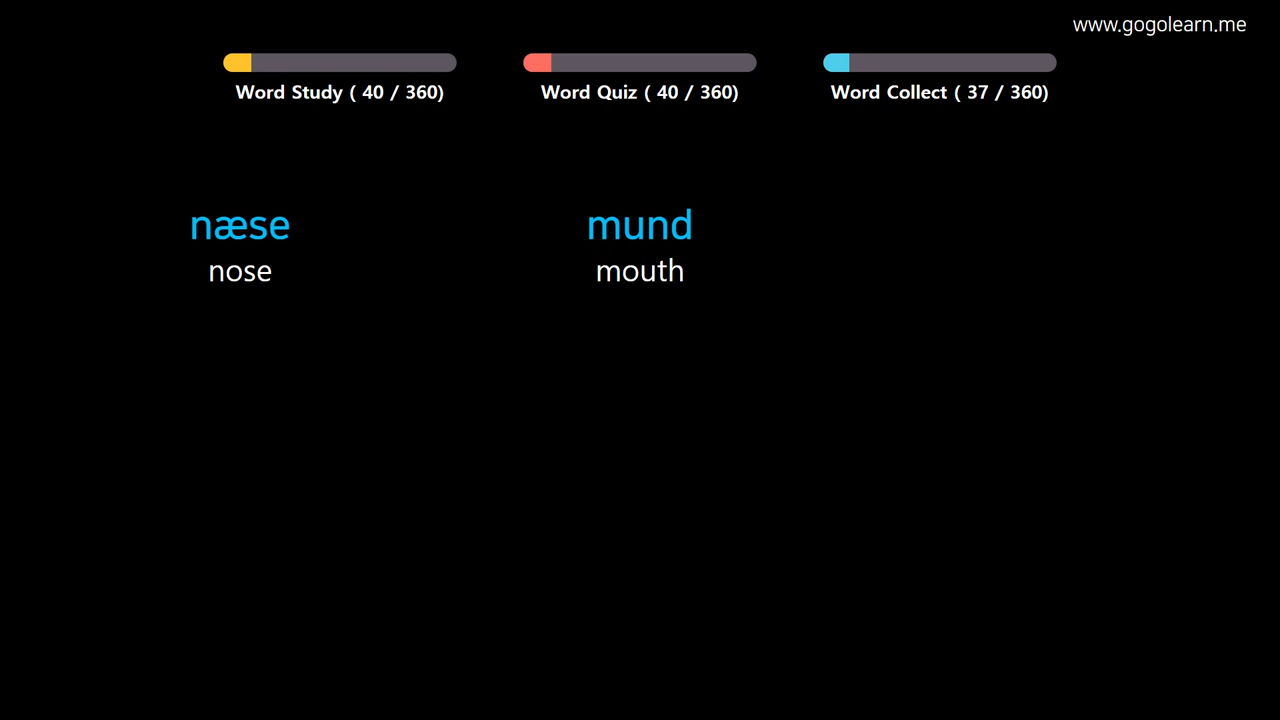 www.gogolearn.me
Word Study ( 40 / 360)
Word Quiz ( 40 / 360)
Word Collect ( 37 / 360)
næse
nose
mund
mouth